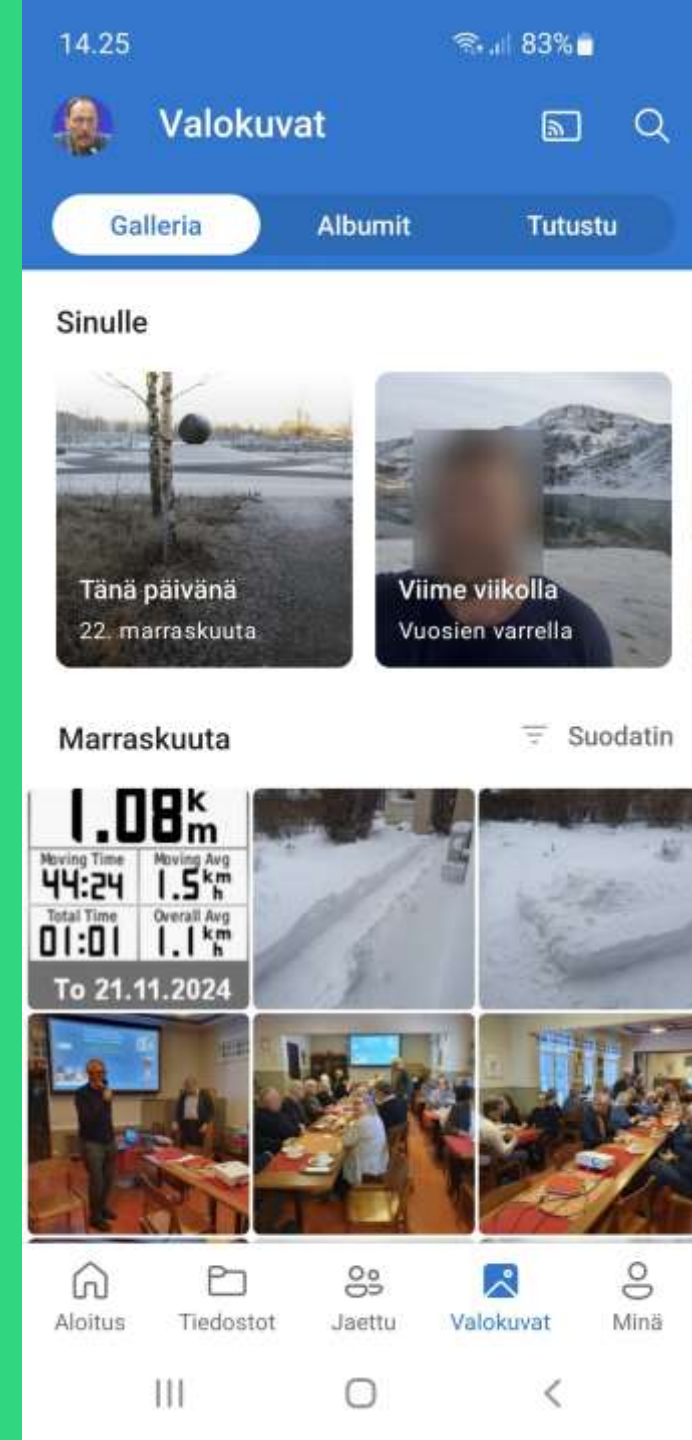 14.25
83%
Valokuvat
Galleria
Albumit
Tutustu
Sinulle
Tänä päivänä
22. marraskuuta
Viime viikolla
Vuosien varrella
Marraskuuta
Suodatin
1.08 km
Moving Time
44:24
Moving Avg
1.5 km h
Total Time
01:01
Overall Avg
1.1 km h
To 21.11.2024
Aloitus
Tiedostot
Jaettu
Valokuvat
Minä